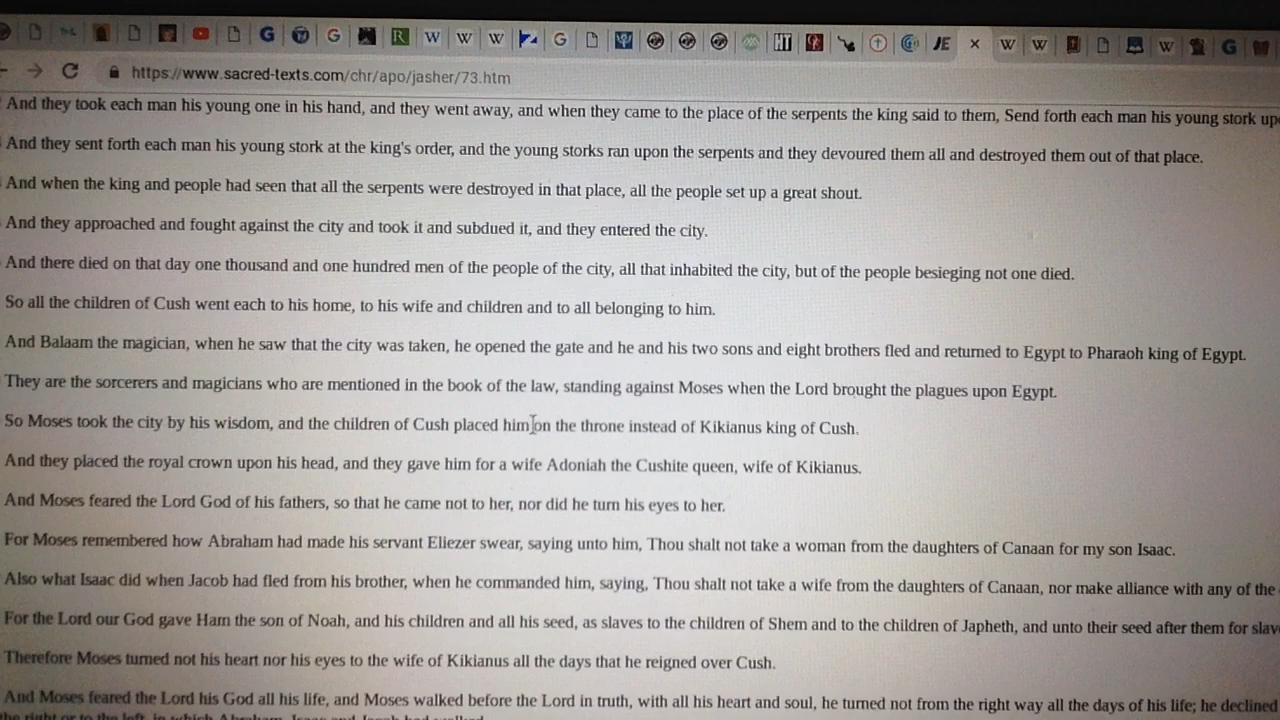 https://www.sacred-texts.com/chr/apo/jasher/73.htm
And they took each man his young one in his hand, and they went away, and when they came to the place of the serpents the king said to them, Send forth each man his young stork
And they sent forth each man his young stork at the king's order, and the young storks ran upon the serpents and they devoured them all and destroyed them out of that place.
And when the king and people had seen that all the serpents were destroyed in that place, all the people set up a great shout.
And they approached and fought against the city and took it and subdued it, and they entered the city.
And there died on that day one thousand and one hundred men of the people of the city, all that inhabited the city, but of the people besieging not one died.
So all the children of Cush went each to his home, to his wife and children and to all belonging to him.
And Balaam the magician, when he saw that the city was taken, he opened the gate and he and his two sons and eight brothers fled and returned to Egypt to Pharaoh king of Egypt.
They are the sorcerers and magicians who are mentioned in the book of the law, standing against Moses when the Lord brought the plagues upon Egypt.
So Moses took the city by his wisdom, and the children of Cush placed him on the throne instead of Kikianus king of Cush.
And they placed the royal crown upon his head, and they gave him for a wife Adoniah the Cushite queen, wife of Kikianus.
And Moses feared the Lord God of his fathers, so that he came not to her, nor did he turn his eyes to her.
For Moses remembered how Abraham had made his servant Eliezer swear, saying unto him, Thou shalt not take a woman from the daughters of Canaan for my son Isaac.
Also what Isaac did when Jacob had fled from his brother, when he commanded him, saying, Thou shalt not take a wife from the daughters of Canaan, nor make alliance with any of the
For the Lord our God gave Ham the son of Noah, and his children and all his seed, as slaves to the children of Shem and to the children of Japheth, and unto their seed after them for
Therefore Moses turned not his heart nor his eyes to the wife of Kikianus all the days that he reigned over Cush.
And Moses feared the Lord his God all his life, and Moses walked before the Lord in truth, with all his heart and soul, he turned not from the right way all the days of his life; he declined